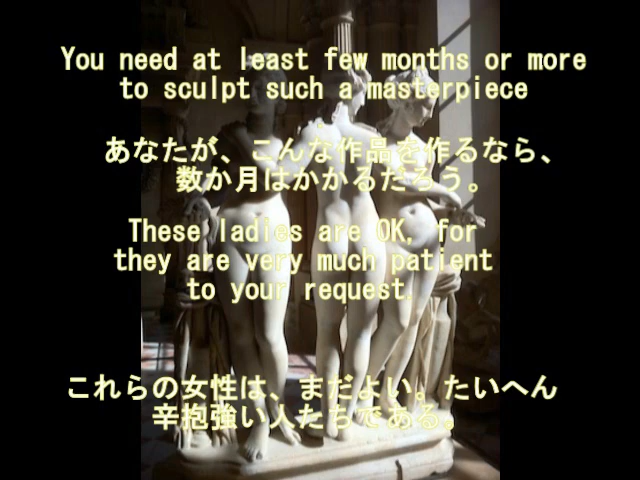 You need at least few months or more
to sculpt such a masterpiece
あなたが、こんな作品を作るなら、
数か月はかかるだろう。
These ladies are OK, for
they are very much patient
to your request.
これらの女性は、まだよい。たいへん
辛抱強い人たちである。